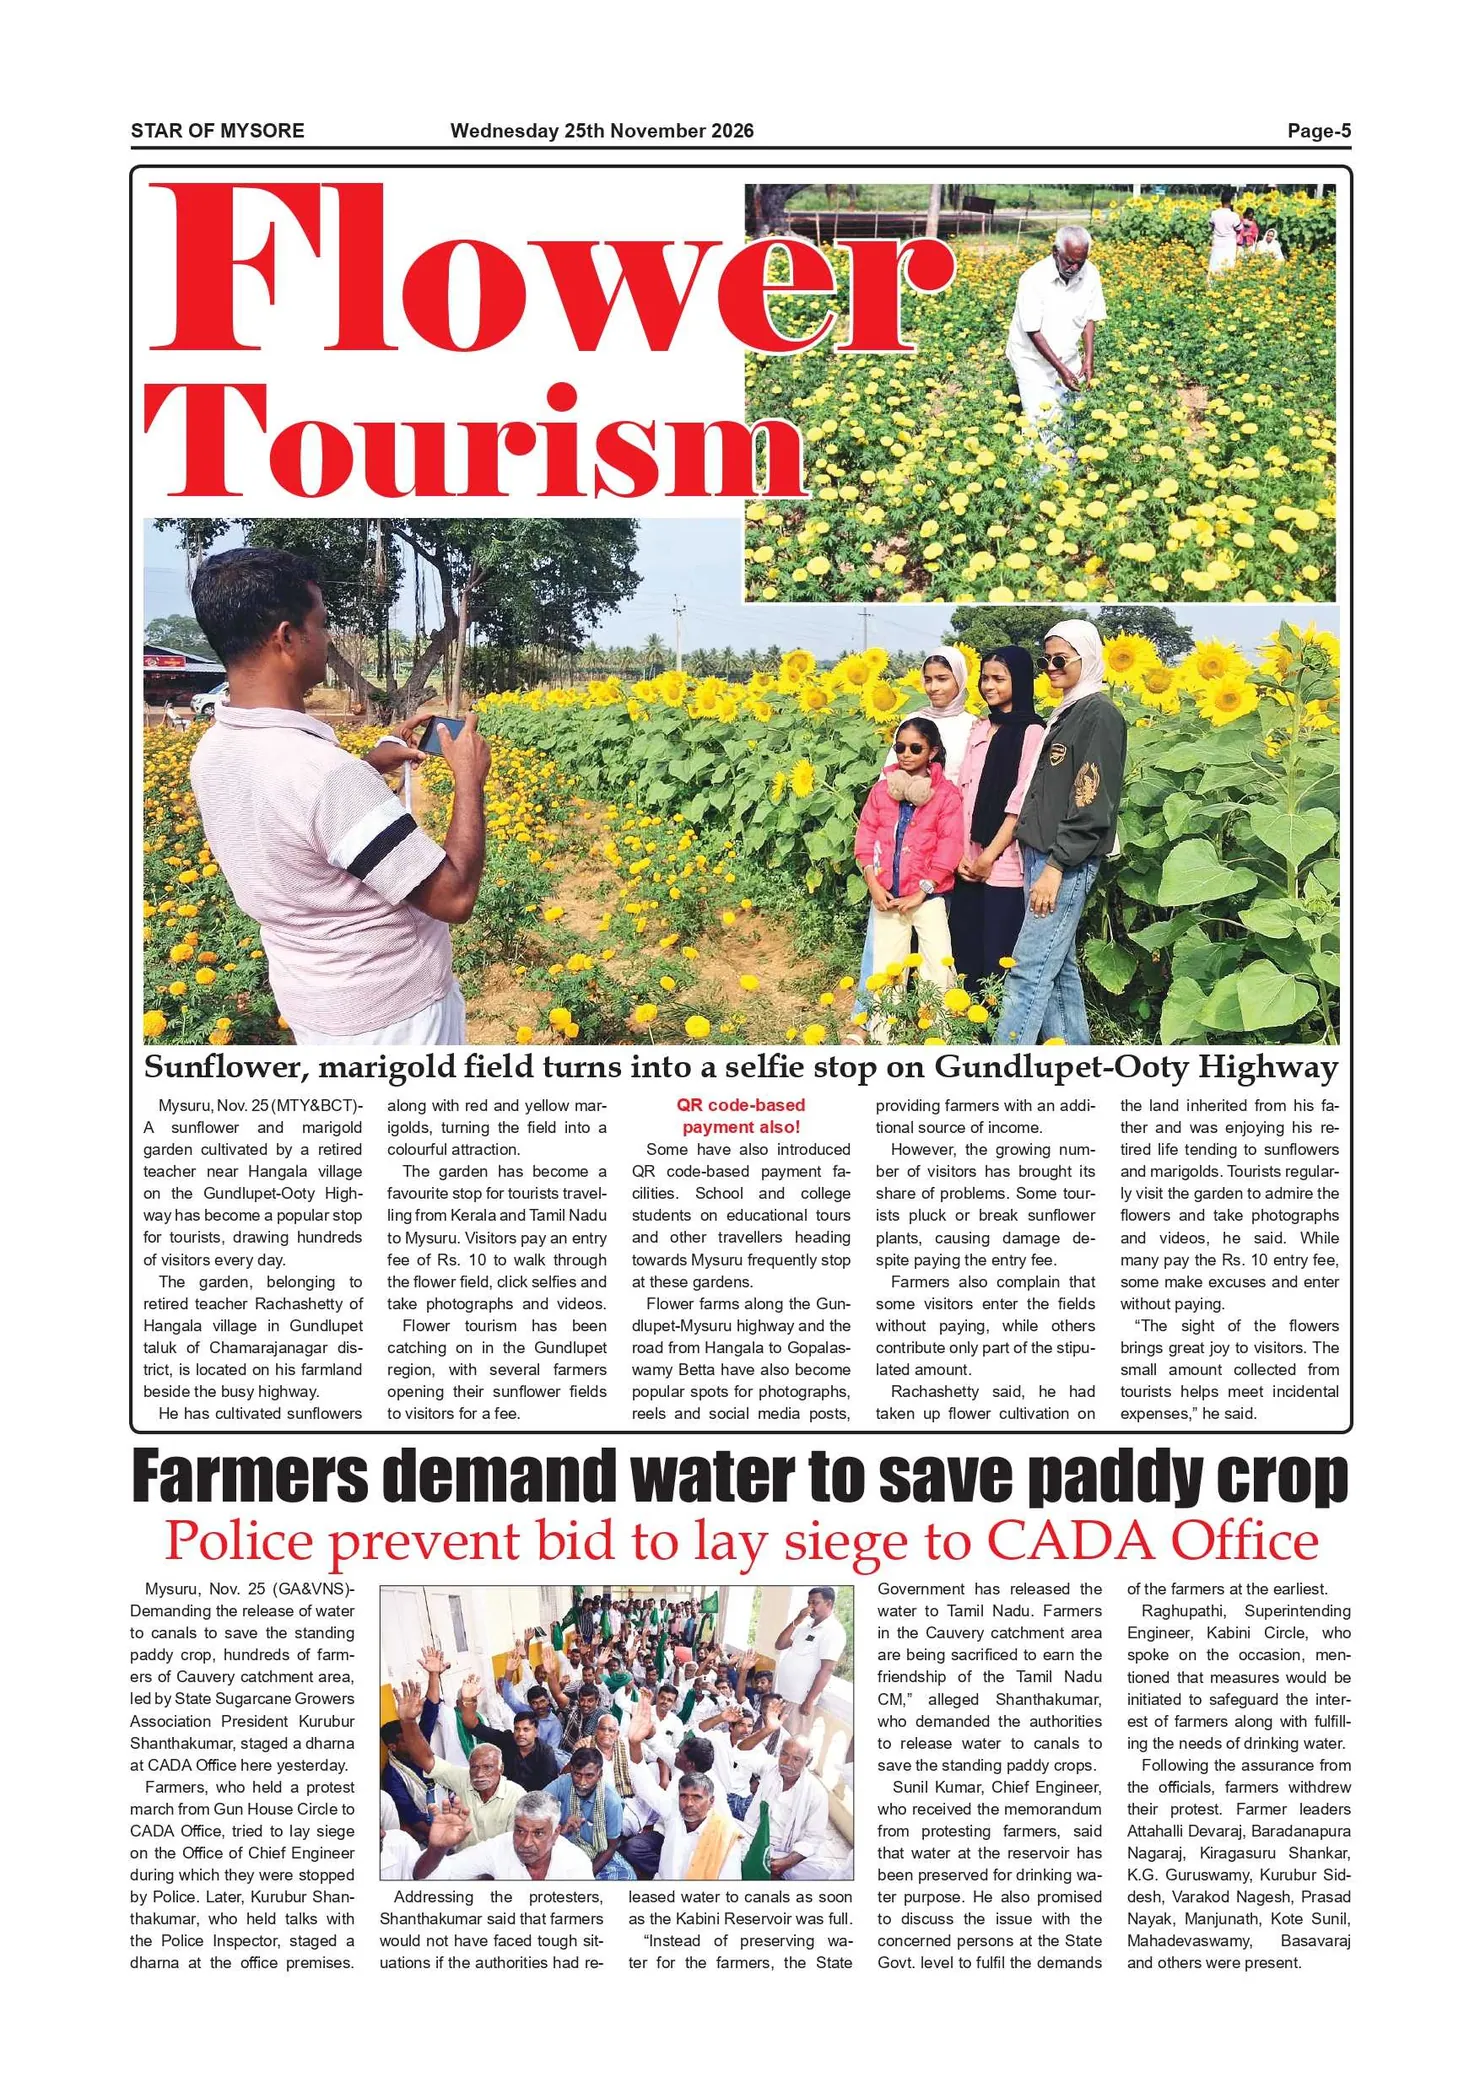 STAR OF MYSORE
Wednesday 25th November 2026
Page-5
Flower
Tourism
Sunflower, marigold field turns into a selfie stop on Gundlupet-Ooty Highway
Mysuru, Nov. 25 (MTY&BCT)-
A sunflower and marigold
garden cultivated by a retired
teacher near Hangala village
on the Gundlupet-Ooty High-
way has become a popular stop
for tourists, drawing hundreds
of visitors every day.
The garden, belonging to
retired teacher Rachashetty of
Hangala village in Gundlupet
taluk of Chamarajanagar dis-
trict, is located on his farmland
beside the busy highway.
He has cultivated sunflowers
along with red and yellow mar-
igolds, turning the field into a
colourful attraction.
The garden has become a
favourite stop for tourists travel-
ling from Kerala and Tamil Nadu
to Mysuru. Visitors pay an entry
fee of Rs. 10 to walk through
the flower field, click selfies and
take photographs and videos.
Flower tourism has been
catching on in the Gundlupet
region, with several farmers
opening their sunflower fields
to visitors for a fee.
QR code-based
payment also!
Some have also introduced
QR code-based payment fa-
cilities. School and college
students on educational tours
and other travellers heading
towards Mysuru frequently stop
at these gardens.
Flower farms along the Gun-
dlupet-Mysuru highway and the
road from Hangala to Gopalas-
wamy Betta have also become
popular spots for photographs,
reels and social media posts,
providing farmers with an addi-
tional source of income.
However, the growing num-
ber of visitors has brought its
share of problems. Some tour-
ists pluck or break sunflower
plants, causing damage de-
spite paying the entry fee.
Farmers also complain that
some visitors enter the fields
without paying, while others
contribute only part of the stipu-
lated amount.
Rachashetty said, he had
taken up flower cultivation on
the land inherited from his fa-
ther and was enjoying his re-
tired life tending to sunflowers
and marigolds. Tourists regular-
ly visit the garden to admire the
flowers and take photographs
and videos, he said. While
many pay the Rs. 10 entry fee,
some make excuses and enter
without paying.
“The sight of the flowers
brings great joy to visitors. The
small amount collected from
tourists helps meet incidental
expenses,” he said.
Farmers demand water to save paddy crop
Police prevent bid to lay siege to CADA Office
Mysuru, Nov. 25 (GA&VNS)-
Demanding the release of water
to canals to save the standing
paddy crop, hundreds of farm-
ers of Cauvery catchment area,
led by State Sugarcane Growers
Association President Kurubur
Shanthakumar, staged a dharna
at CADA Office here yesterday.
Farmers, who held a protest
march from Gun House Circle to
CADA Office, tried to lay siege
on the Office of Chief Engineer
during which they were stopped
by Police. Later, Kurubur Shan-
thakumar, who held talks with
the Police Inspector, staged a
dharna at the office premises.
Addressing the protesters,
Shanthakumar said that farmers
would not have faced tough sit-
uations if the authorities had re-
leased water to canals as soon
as the Kabini Reservoir was full.
“Instead of preserving wa-
ter for the farmers, the State
Government has released the
water to Tamil Nadu. Farmers
in the Cauvery catchment area
are being sacrificed to earn the
friendship of the Tamil Nadu
CM,” alleged Shanthakumar,
who demanded the authorities
to release water to canals to
save the standing paddy crops.
Sunil Kumar, Chief Engineer,
who received the memorandum
from protesting farmers, said
that water at the reservoir has
been preserved for drinking wa-
ter purpose. He also promised
to discuss the issue with the
concerned persons at the State
Govt. level to fulfil the demands
of the farmers at the earliest.
Raghupathi, Superintending
Engineer, Kabini Circle, who
spoke on the occasion, men-
tioned that measures would be
initiated to safeguard the inter-
est of farmers along with fulfill-
ing the needs of drinking water.
Following the assurance from
the officials, farmers withdrew
their protest. Farmer leaders
Attahalli Devaraj, Baradanapura
Nagaraj, Kiragasuru Shankar,
K.G. Guruswamy, Kurubur Sid-
desh, Varakod Nagesh, Prasad
Nayak, Manjunath, Kote Sunil,
Mahadevaswamy, Basavaraj
and others were present.